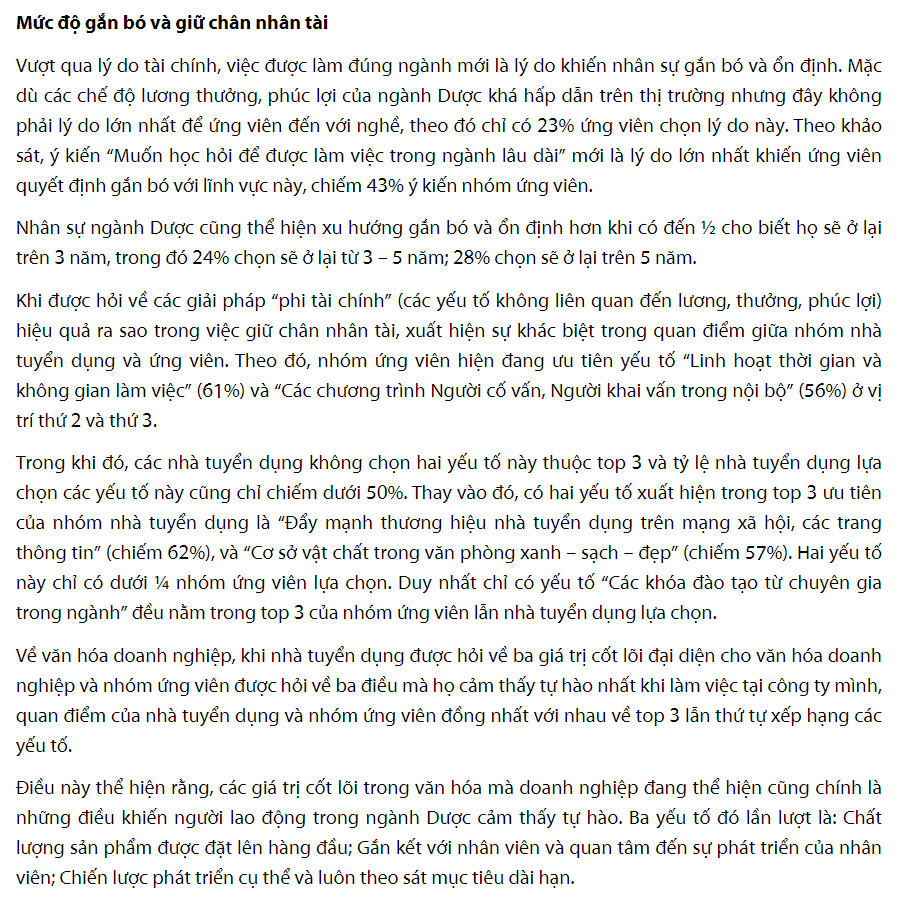 Mức độ gắn bó và giữ chân nhân tài
Vượt qua lý do tài chính, việc được làm đúng ngành mới là lý do khiến nhân sự gắn bó và ổn định. Mặc
dù các chế độ lương thưởng, phúc lợi của ngành Dược khá hấp dẫn trên thị trường nhưng đây không
phải lý do lớn nhất để ứng viên đến với nghề, theo đó chỉ có 23% ứng viên chọn lý do này. Theo khảo
sát, ý kiến “Muốn học hỏi để được làm việc trong ngành lâu dài” mới là lý do lớn nhất khiến ứng viên
quyết định gắn bó với lĩnh vực này, chiếm 43% ý kiến nhóm ứng viên.
Nhân sự ngành Dược cũng thể hiện xu hướng gắn bó và ổn định hơn khi có đến ½ cho biết họ sẽ ở lại
trên 3 năm, trong đó 24% chọn sẽ ở lại từ 3 – 5 năm; 28% chọn sẽ ở lại trên 5 năm.
Khi được hỏi về các giải pháp “phi tài chính” (các yếu tố không liên quan đến lương, thưởng, phúc lợi)
hiệu quả ra sao trong việc giữ chân nhân tài, xuất hiện sự khác biệt trong quan điểm giữa nhóm nhà
tuyển dụng và ứng viên. Theo đó, nhóm ứng viên hiện đang ưu tiên yếu tố “Linh hoạt thời gian và
không gian làm việc” (61%) và “Các chương trình Người cố vấn, Người khai vấn trong nội bộ” (56%) ở vị
trí thứ 2 và thứ 3.
Trong khi đó, các nhà tuyển dụng không chọn hai yếu tố này thuộc top 3 và tỷ lệ nhà tuyển dụng lựa
chọn các yếu tố này cũng chỉ chiếm dưới 50%. Thay vào đó, có hai yếu tố xuất hiện trong top 3 ưu tiên
của nhóm nhà tuyển dụng là “Đẩy mạnh thương hiệu nhà tuyển dụng trên mạng xã hội, các trang
thông tin” (chiếm 62%), và “Cơ sở vật chất trong văn phòng xanh – sạch – đẹp” (chiếm 57%). Hai yếu tố
này chỉ có dưới ¼ nhóm ứng viên lựa chọn. Duy nhất chỉ có yếu tố “Các khóa đào tạo từ chuyên gia
trong ngành” đều nằm trong top 3 của nhóm ứng viên lẫn nhà tuyển dụng lựa chọn.
Về văn hóa doanh nghiệp, khi nhà tuyển dụng được hỏi về ba giá trị cốt lõi đại diện cho văn hóa doanh
nghiệp và nhóm ứng viên được hỏi về ba điều mà họ cảm thấy tự hào nhất khi làm việc tại công ty mình,
quan điểm của nhà tuyển dụng và nhóm ứng viên đồng nhất với nhau về top 3 lẫn thứ tự xếp hạng các
yếu tố.
Điều này thể hiện rằng, các giá trị cốt lõi trong văn hóa mà doanh nghiệp đang thể hiện cũng chính là
những điều khiến người lao động trong ngành Dược cảm thấy tự hào. Ba yếu tố đó lần lượt là: Chất
lượng sản phẩm được đặt lên hàng đầu; Gắn kết với nhân viên và quan tâm đến sự phát triển của nhân
viên; Chiến lược phát triển cụ thể và luôn theo sát mục tiêu dài hạn.